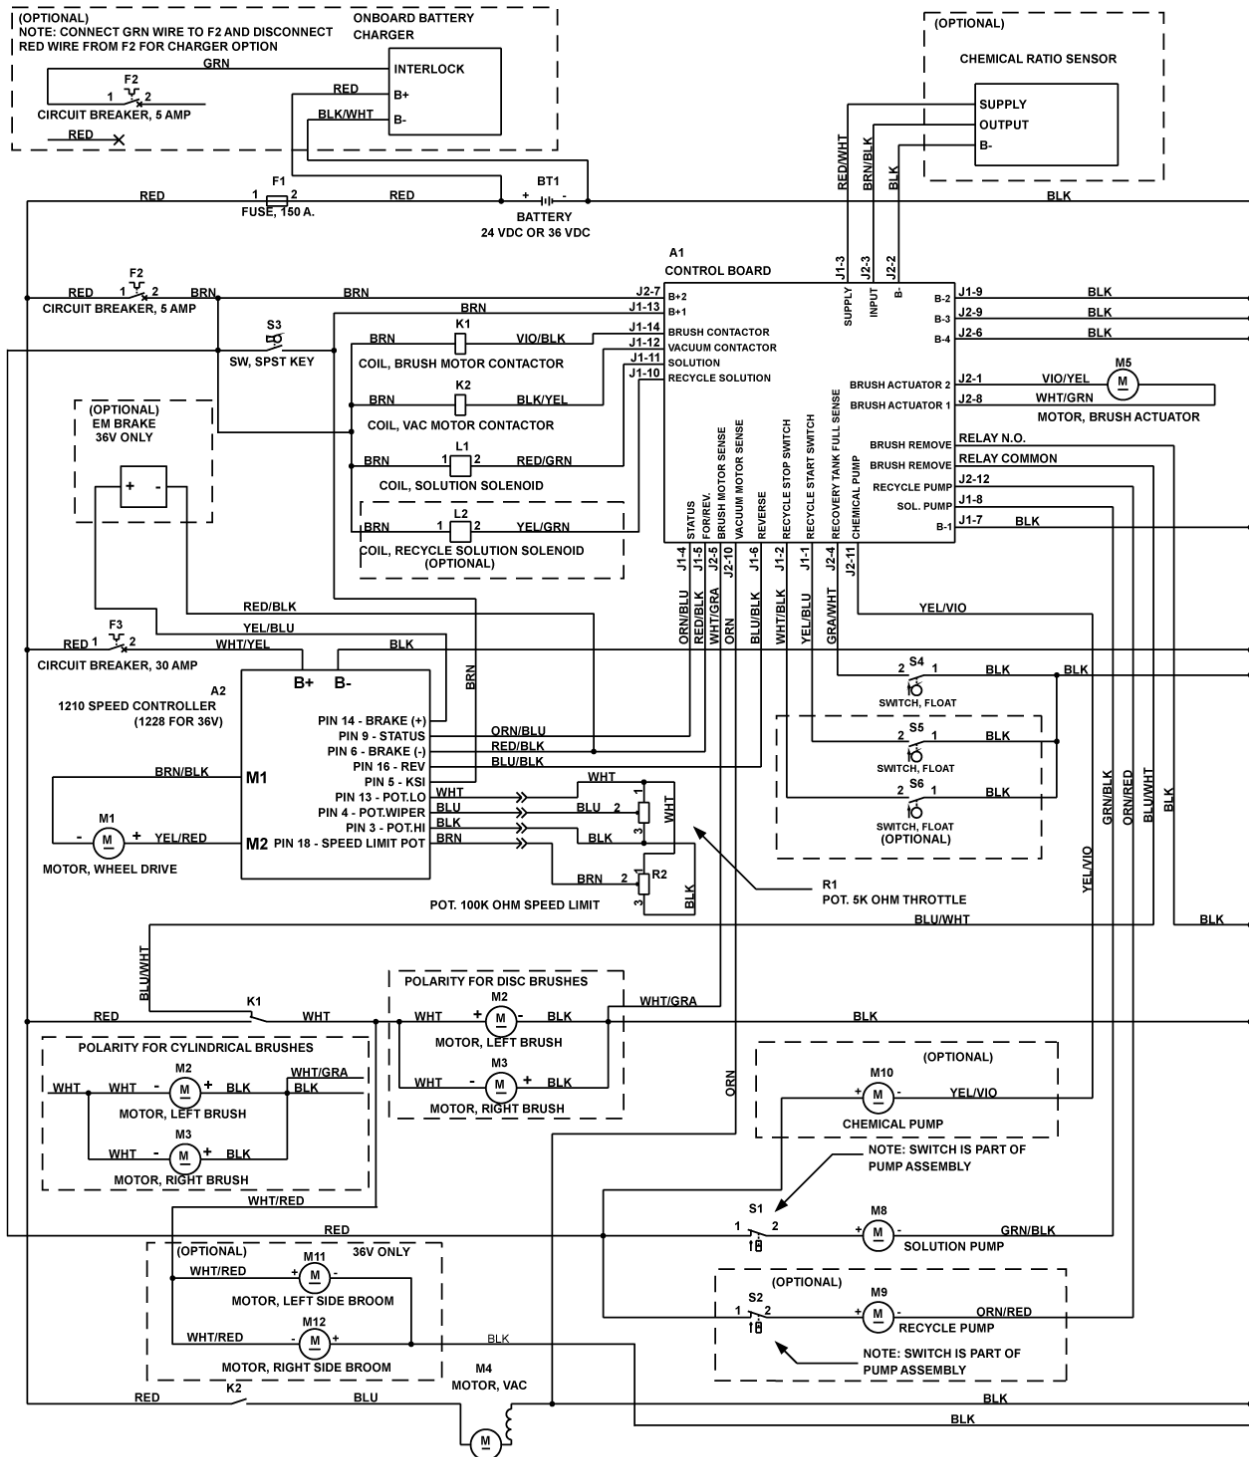 (OPTIONAL)
NOTE: CONNECT GRN WIRE TO F2 AND DISCONNECT
RED WIRE FROM F2 FOR CHARGER OPTION
ONBOARD BATTERY
CHARGER
GRN
INTERLOCK
F2
1 2
CIRCUIT BREAKER, 5 AMP
RED
B+
BLK/WHT
B-
RED
(OPTIONAL)
CHEMICAL RATIO SENSOR
SUPPLY
OUTPUT
B-
RED/WHT
BRN/BLK
BLK
RED
F1
1 2
FUSE, 150 A.
RED
BT1
+ -
BATTERY
24 VDC OR 36 VDC
BLK
A1
CONTROL BOARD
J1-3
J2-3
J2-2
SUPPLY
INPUT
B-
F2
RED 1 2 BRN
CIRCUIT BREAKER, 5 AMP
BRN
J2-7
B+2
BRN
J1-13
B+1
S3
SW, SPST KEY
K1
BRN
VIO/BLK
J1-14
BRUSH CONTACTOR
COIL, BRUSH MOTOR CONTACTOR
J1-12
VACUUM CONTACTOR
J1-11
SOLUTION
J1-10
RECYCLE SOLUTION
K2
BRN
BLK/YEL
COIL, VAC MOTOR CONTACTOR
L1
BRN 1 2 RED/GRN
COIL, SOLUTION SOLENOID
L2
BRN 1 2 YEL/GRN
COIL, RECYCLE SOLUTION SOLENOID
(OPTIONAL)
B-2
J1-9
BLK
B-3
J2-9
BLK
B-4
J2-6
BLK
M5
M
BRUSH ACTUATOR 2
J2-1
VIO/YEL
BRUSH ACTUATOR 1
J2-8
WHT/GRN
MOTOR, BRUSH ACTUATOR
BRUSH REMOVE
RELAY N.O.
BRUSH REMOVE
RELAY COMMON
RECYCLE PUMP
J2-12
SOL. PUMP
J1-8
B-1
J1-7
BLK
STATUS
FOR/REV.
BRUSH MOTOR SENSE
VACUUM MOTOR SENSE
REVERSE
RECYCLE STOP SWITCH
RECYCLE START SWITCH
RECOVERY TANK FULL SENSE
CHEMICAL PUMP
J1-4
J1-5
J2-5
J2-10
J1-6
J1-2
J1-1
J2-4
J2-11
ORN/BLU
RED/BLK
WHT/GRA
ORN
BLU/BLK
WHT/BLK
YEL/BLU
GRA/WHT
YEL/VIO
(OPTIONAL)
EM BRAKE
36V ONLY
+ -
RED/BLK
YEL/BLU
F3
RED 1 2
CIRCUIT BREAKER, 30 AMP
WHT/YEL
BLK
BRN
A2
1210 SPEED CONTROLLER
(1228 FOR 36V)
B+ B-
PIN 14 - BRAKE (+)
PIN 9 - STATUS
ORN/BLU
PIN 6 - BRAKE (-)
RED/BLK
PIN 16 - REV
BLU/BLK
PIN 5 - KSI
PIN 13 - POT.LO
WHT
WHT
PIN 4 - POT.WIPER
BLU
BLU 2
PIN 3 - POT.HI
BLK
BLK
PIN 18 - SPEED LIMIT POT
BRN
BRN 2
1
3
WHT
1
3
R2
BLK
POT. 100K OHM SPEED LIMIT
R1
POT. 5K OHM THROTTLE
BRN/BLK
M1
M1
- M +
YEL/RED
M2
MOTOR, WHEEL DRIVE
2 1 BLK
S4
SWITCH, FLOAT
BLK
S5
2 1 BLK
SWITCH, FLOAT
S6
2 1 BLK
SWITCH, FLOAT
(OPTIONAL)
YEL/VIO
GRN/BLK
ORN/RED
BLU/WHT
BLK
BLU/WHT
BLK
BLU/WHT
K1
RED
WHT
POLARITY FOR DISC BRUSHES
M2
WHT + M - BLK
MOTOR, LEFT BRUSH
M3
WHT - M + BLK
MOTOR, RIGHT BRUSH
WHT/GRA
BLK
ORN
POLARITY FOR CYLINDRICAL BRUSHES
M2
WHT WHT - M + BLK
WHT/GRA
BLK
MOTOR, LEFT BRUSH
M3
WHT - M + BLK
MOTOR, RIGHT BRUSH
(OPTIONAL)
M10
+ M - YEL/VIO
CHEMICAL PUMP
NOTE: SWITCH IS PART OF
PUMP ASSEMBLY
WHT/RED
RED
S1
1 2
M8
+ M - GRN/BLK
SOLUTION PUMP
(OPTIONAL)
36V ONLY
M11
WHT/RED + M -
MOTOR, LEFT SIDE BROOM
M12
WHT/RED - M +
MOTOR, RIGHT SIDE BROOM
BLK
(OPTIONAL)
S2
1 2
M9
+ M - ORN/RED
RECYCLE PUMP
NOTE: SWITCH IS PART OF
PUMP ASSEMBLY
M4
MOTOR, VAC
RED
K2
BLU
M
BLK
BLK